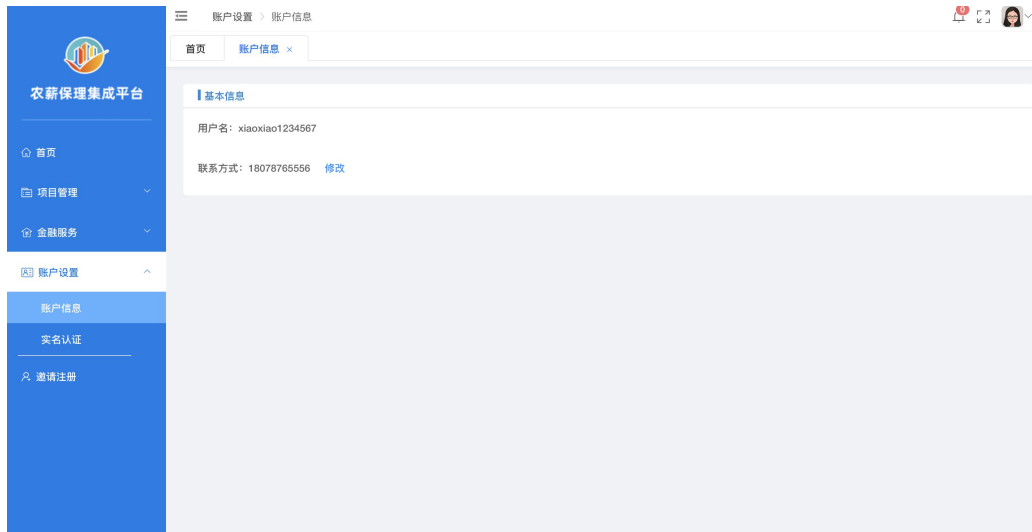 账户设置 > 账户信息
0
首页 账户信息 ×
农薪保理集成平台
基本信息
用户名：xiaoxiao1234567
联系方式：18078765556 修改
首页
项目管理
金融服务
账户设置
账户信息
实名认证
邀请注册